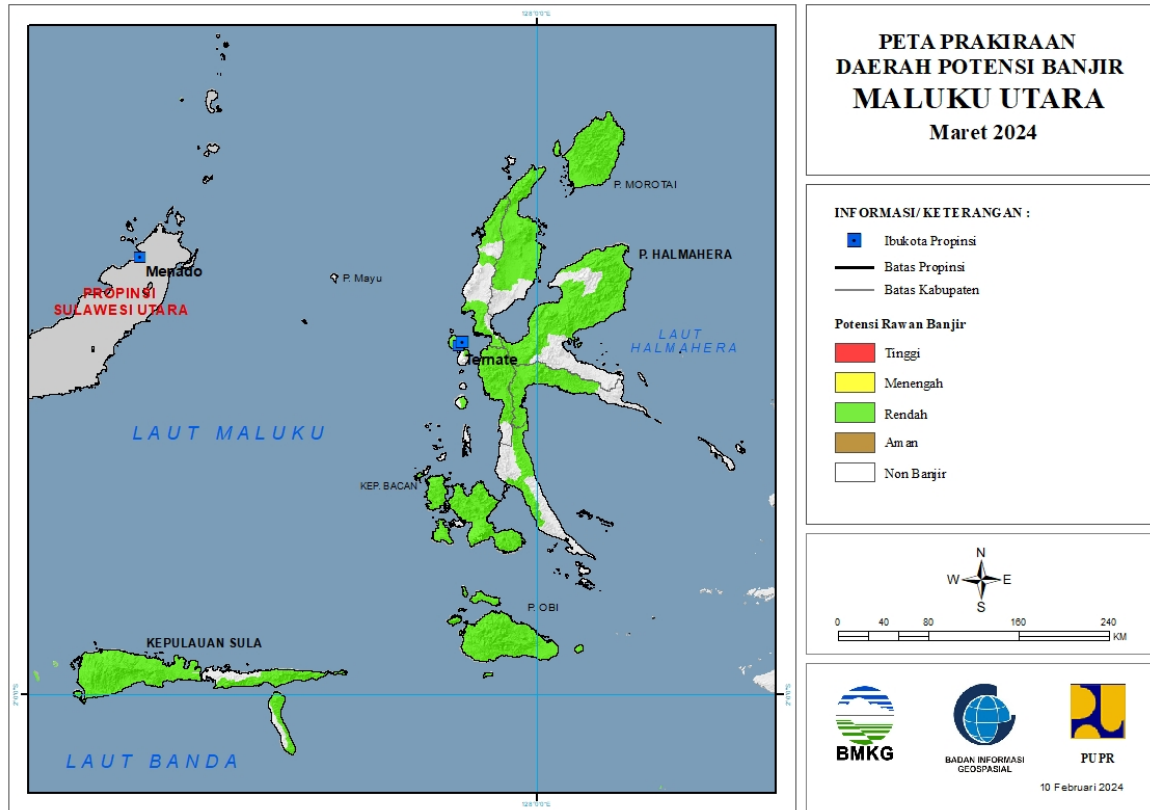 PETA PRAKIRAAN
DAERAH POTENSI BANJIR
MALUKU UTARA
Maret 2024
P. MOROTAI
P. HALMAHERA
Menado
P. Mayu
PROPINSI
SULAWESI UTARA
LAUT
HALMAHERA
Ternate
LAUT MALUKU
KEP. BACAN
P. OBI
KEPULAUAN SULA
LAUT BANDA
INFORMASI/ KETERANGAN :
Ibukota Propinsi
Batas Propinsi
Batas Kabupaten
Potensi Rawan Banjir
Tinggi
Menengah
Rendah
Aman
Non Banjir
N
W E
S
0 40 80 160 240
KM
BMKG
BADAN INFORMASI
GEOSPASIAL
PUPR
10 Februari 2024